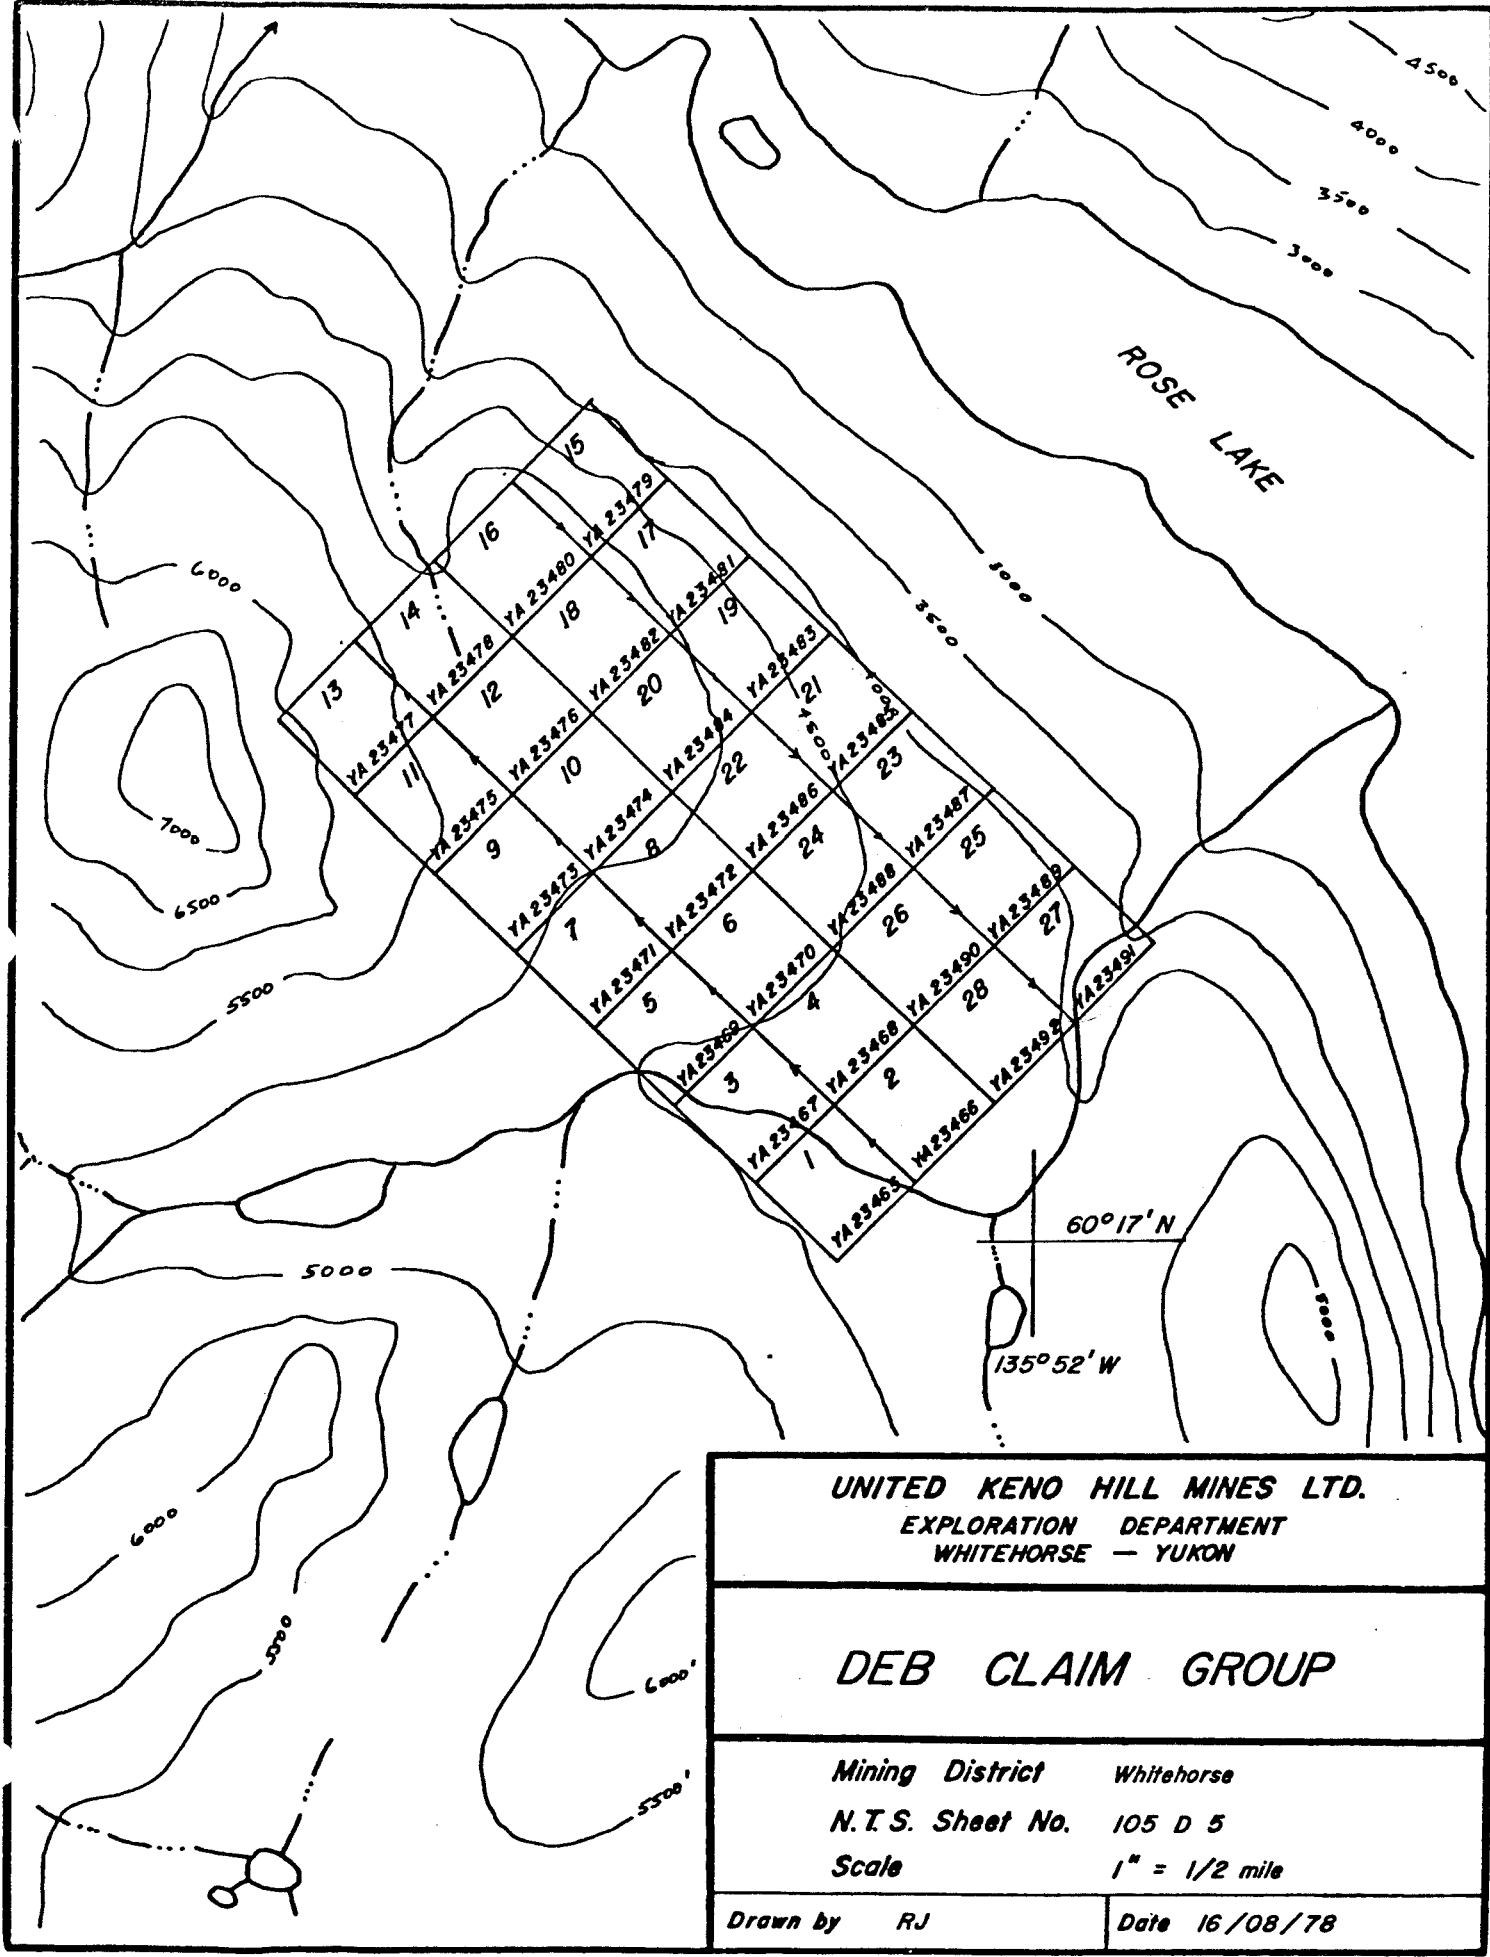 4500
4000
3500
3000
ROSE
LAKE
15
YA 23479
16
17
YA 23480
YA 23481
6000
14
18
19
3000
3500
YA 23478
YA 23482
YA 23483
13
12
20
21
4000
YA 23477
YA 23476
YA 23484
4500
YA 23485
11
10
22
23
7000
YA 23475
YA 23474
YA 23486
YA 23487
9
8
24
25
6500
YA 23473
YA 23472
YA 23488
YA 23489
7
6
26
27
5500
YA 23471
YA 23470
YA 23490
YA 23491
5
4
28
YA 23469
YA 23468
YA 23492
3
2
YA 23467
YA 23466
1
YA 23465
60°17'N
5000
5000
135°52'W
6000
5500
6000'
5500'
UNITED KENO HILL MINES LTD.
EXPLORATION DEPARTMENT
WHITEHORSE — YUKON
DEB CLAIM GROUP
Mining District Whitehorse
N.T.S. Sheet No. 105 D 5
Scale 1" = 1/2 mile
Drawn by RJ
Date 16/08/78